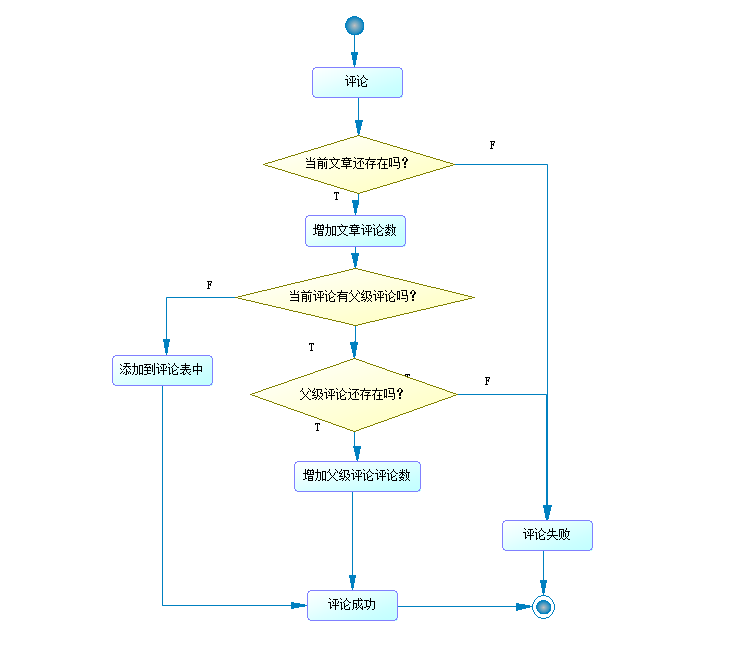 评论
当前文章还存在吗？
F
T
增加文章评论数
F
当前评论有父级评论吗？
T
添加到评论表中
父级评论还存在吗？
F
T
增加父级评论评论数
评论失败
评论成功